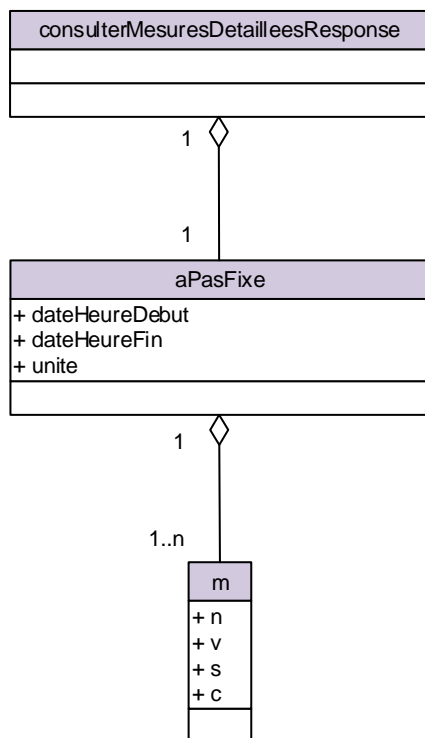 consulterMesuresDetailleesResponse
1
1
aPasFixe
+ dateHeureDebut
+ dateHeureFin
+ unite
1
1..n
m
+ n
+ v
+ s
+ c